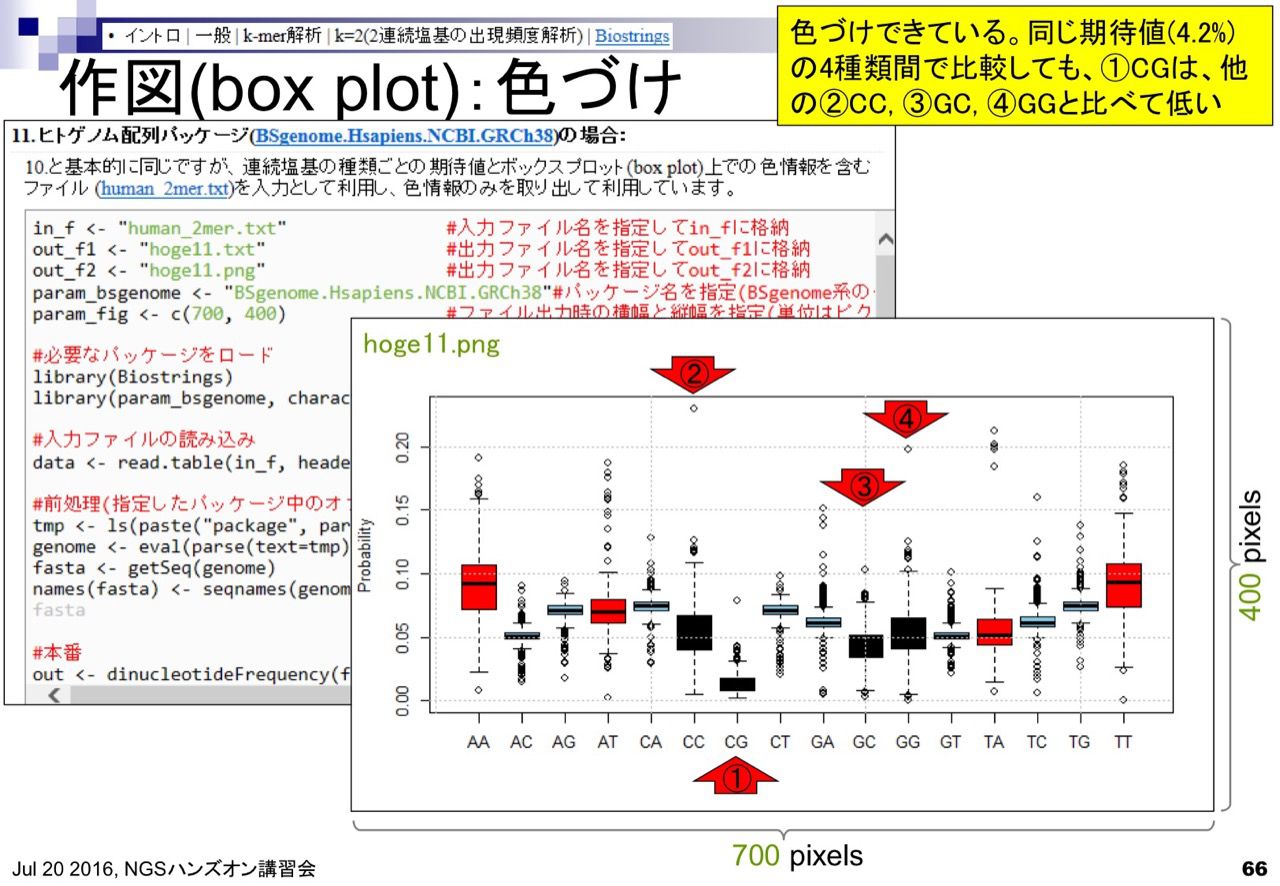 • イントロ | 一般 | k-mer解析 | k=2(2連続塩基の出現頻度解析) | Biostrings
作図(box plot)：色づけ
色づけできている。同じ期待値(4.2%)
の4種類間で比較しても、①CGは、他
の②CC, ③GC, ④GGと比べて低い
11.ヒトゲノム配列パッケージ(BSgenome.Hsapiens.NCBI.GRCh38)の場合:
10.と基本的に同じですが、連続塩基の種類ごとの期待値とボックスプロット(box plot)上での色情報を含む
ファイル (human_2mer.txt)を入力として利用し、色情報のみを取り出して利用しています。
in_f <- "human_2mer.txt" #入力ファイル名を指定してin_fに格納
out_f1 <- "hoge11.txt" #出力ファイル名を指定してout_f1に格納
out_f2 <- "hoge11.png" #出力ファイル名を指定してout_f2に格納
param_bsgenome <- "BSgenome.Hsapiens.NCBI.GRCh38"#パッケージ名を指定(BSgenome系の
param_fig <- c(700, 400) #ファイル出力時の横幅と縦幅を指定(単位はピク
#必要なパッケージをロード
library(Biostrings)
library(param_bsgenome, charac
#入力ファイルの読み込み
data <- read.table(in_f, heade
#前処理(指定したパッケージ中のオ
tmp <- ls(paste("package", par
genome <- eval(parse(text=tmp)
fasta <- getSeq(genome)
names(fasta) <- seqnames(genom
fasta
#本番
out <- dinucleotideFrequency(f
hoge11.png
②
④
③
Probability
0.20
0.15
0.10
0.05
0.00
AA AC AG AT CA CC CG CT GA GC GG GT TA TC TG TT
①
400 pixels
700 pixels
Jul 20 2016, NGSハンズオン講習会
66